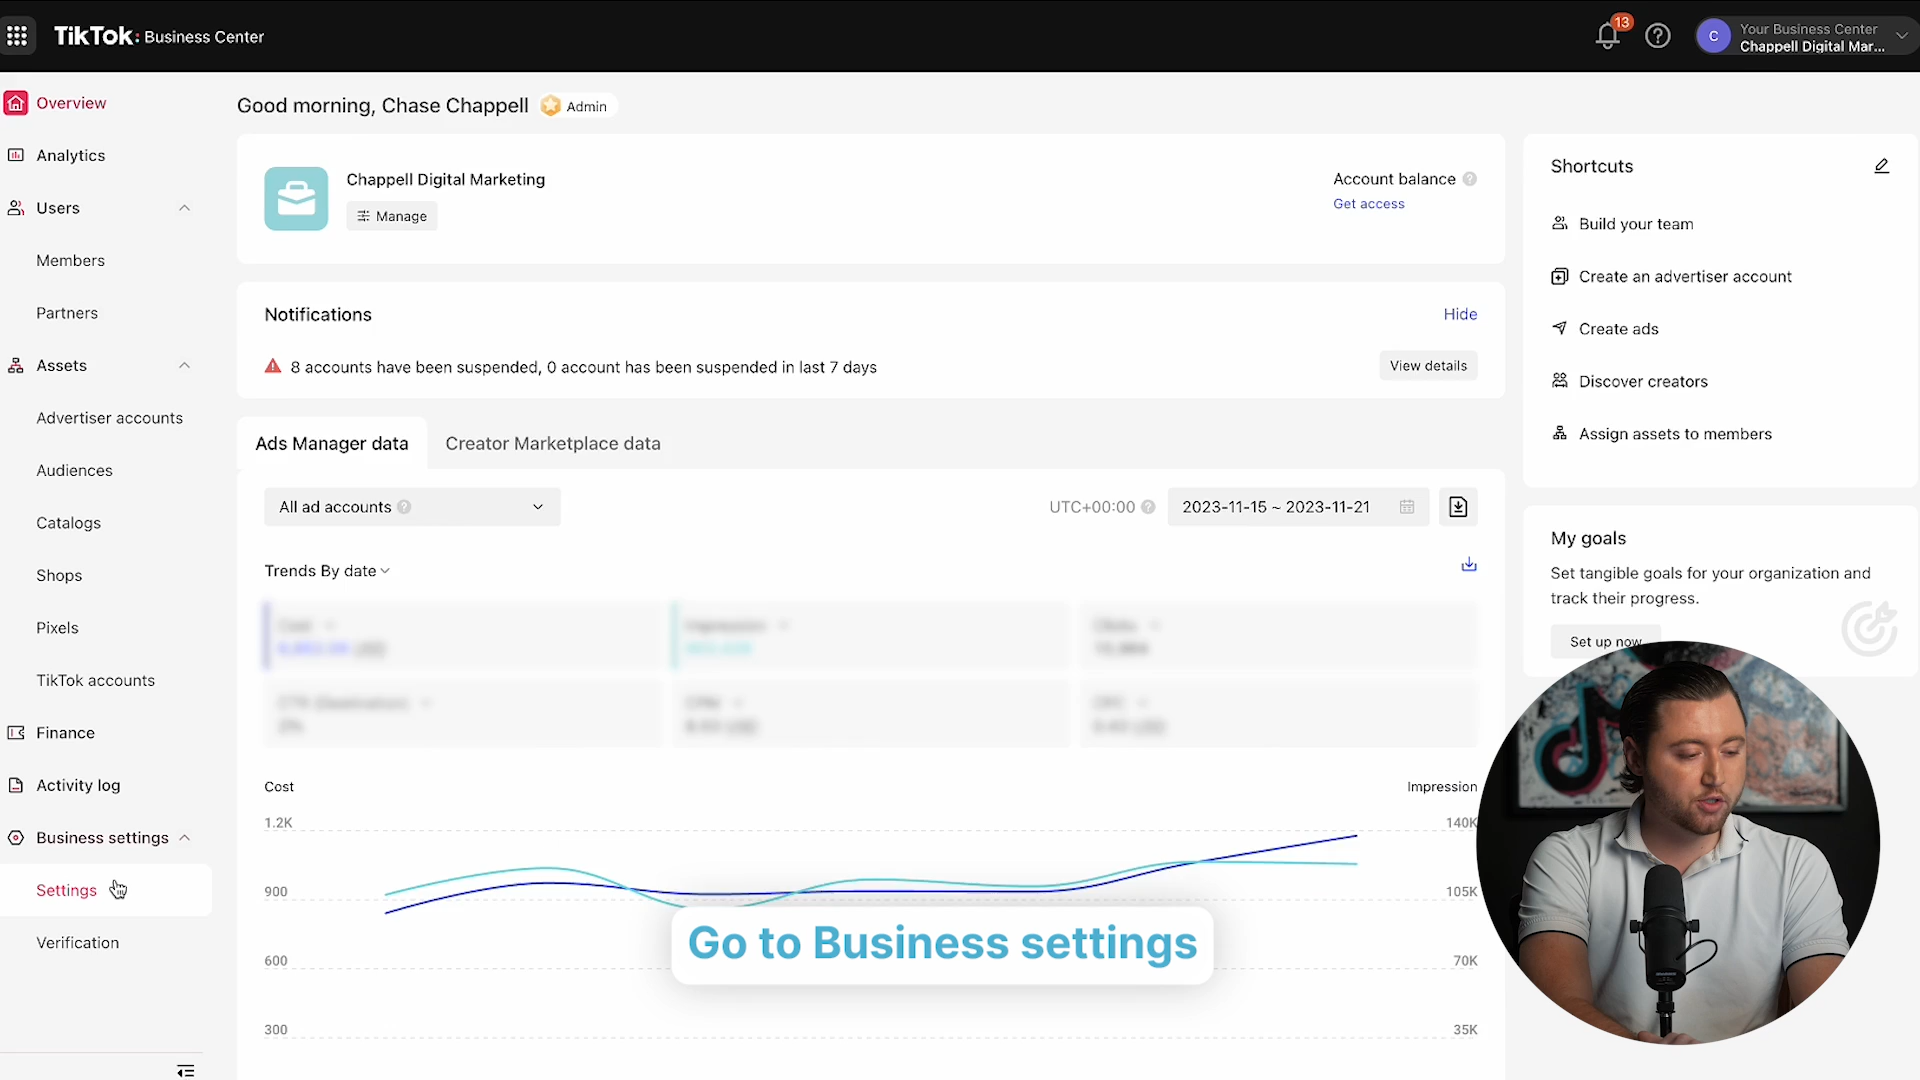 TikTok: Business Center
13
C
Your Business Center
Chappell Digital Mar...
Overview
Analytics
Users
Members
Partners
Assets
Advertiser accounts
Audiences
Catalogs
Shops
Pixels
TikTok accounts
Finance
Activity log
Business settings
Settings
Verification
Good morning, Chase Chappell
Admin
Chappell Digital Marketing
Manage
Account balance
Get access
Notifications
Hide
8 accounts have been suspended, 0 account has been suspended in last 7 days
View details
Ads Manager data
Creator Marketplace data
All ad accounts
UTC+00:00
2023-11-15 ~ 2023-11-21
Trends By date
Cost
Impression
1.2K
140K
900
105K
600
70K
300
35K
Go to Business settings
Shortcuts
Build your team
Create an advertiser account
Create ads
Discover creators
Assign assets to members
My goals
Set tangible goals for your organization and
track their progress.
Set up now